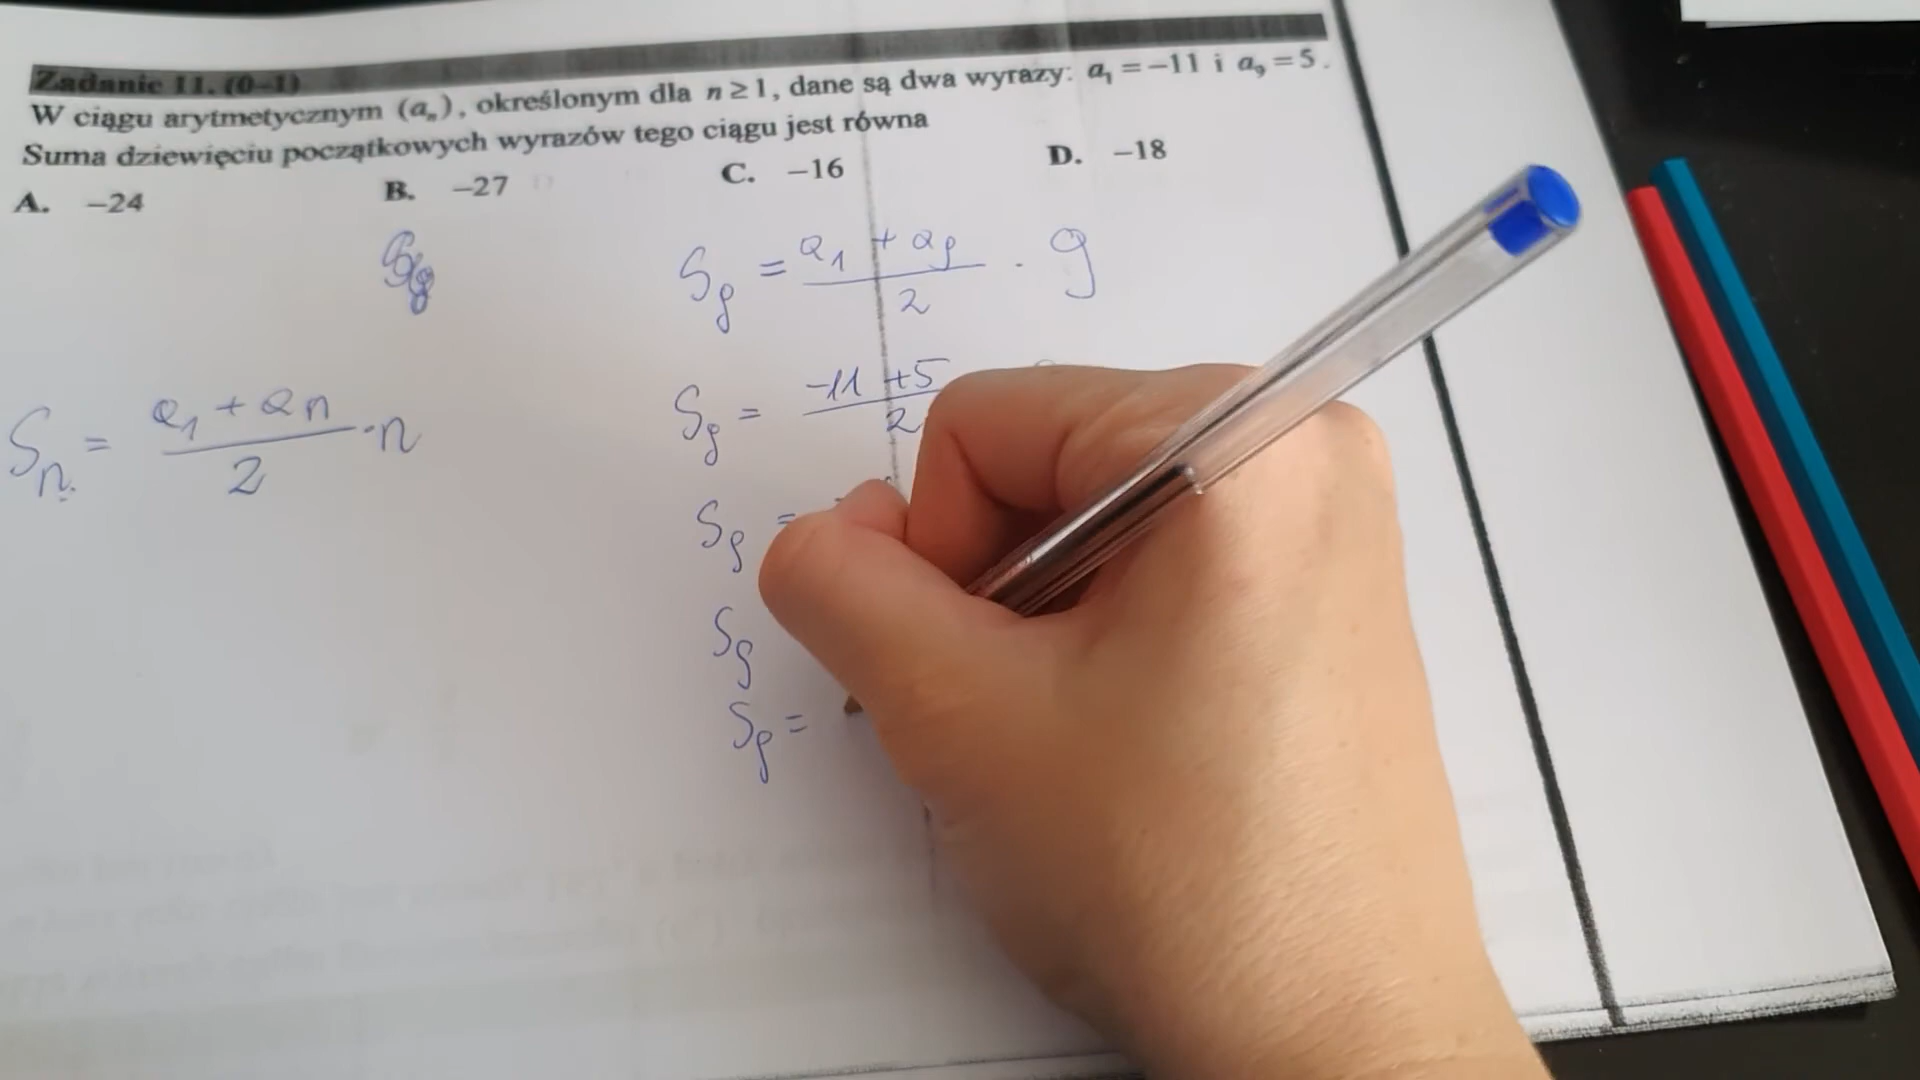 Zadanie 11. (0–1)
W ciągu arytmetycznym (aₙ), określonym dla n ≥ 1, dane są dwa wyrazy: a₁ = −11 i a₉ = 5.
Suma dziewięciu początkowych wyrazów tego ciągu jest równa
A. −24 B. −27 C. −16 D. −18
S₉ = (a₁ + a₉)/2 · 9
Sₙ = (a₁ + aₙ)/2 · n
S₉ = (−11 + 5)/2
S₉ =
S₉
S₉ =